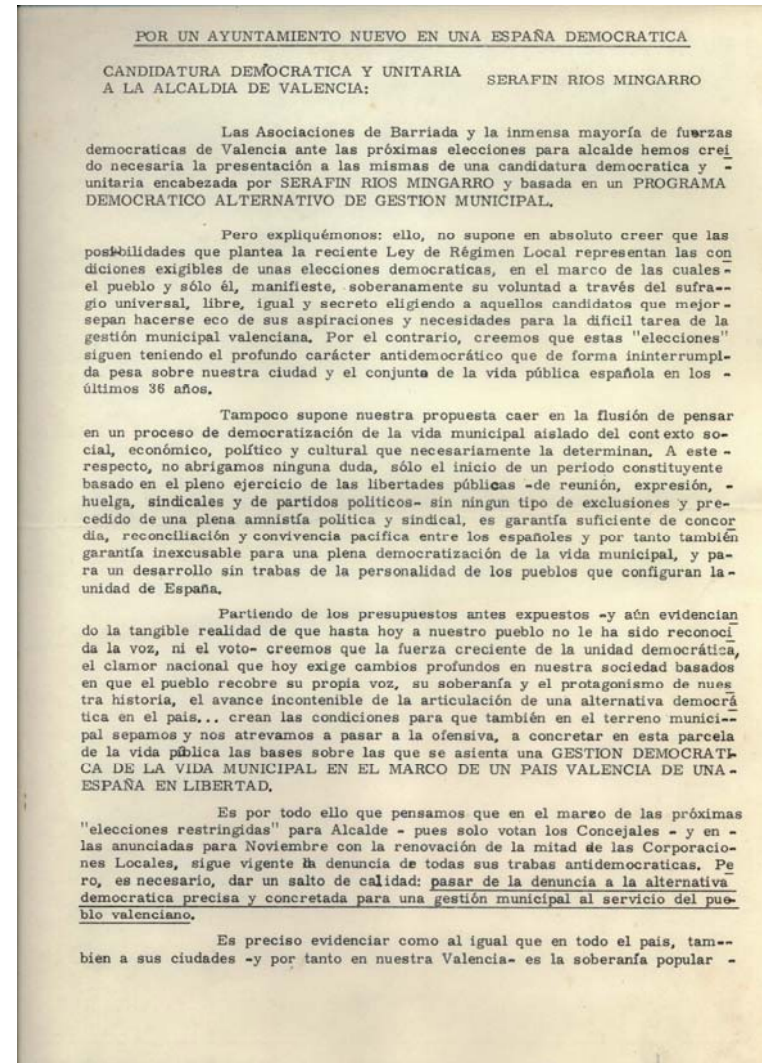 POR UN AYUNTAMIENTO NUEVO EN UNA ESPAÑA DEMOCRATICA
CANDIDATURA DEMOCRATICA Y UNITARIA
A LA ALCALDIA DE VALENCIA:
SERAFIN RIOS MINGARRO
Las Asociaciones de Barriada y la inmensa mayoría de fuerzas
democraticas de Valencia ante las próximas elecciones para alcalde hemos crei
do necesaria la presentación a las mismas de una candidatura democratica y -
unitaria encabezada por SERAFIN RIOS MINGARRO y basada en un PROGRAMA
DEMOCRATICO ALTERNATIVO DE GESTION MUNICIPAL.
Pero expliquémonos: ello, no supone en absoluto creer que las
posibilidades que plantea la reciente Ley de Régimen Local representan las con
diciones exigibles de unas elecciones democraticas, en el marco de las cuales -
el pueblo y sólo él, manifieste, soberanamente su voluntad a través del sufra--
gio universal, libre, igual y secreto eligiendo a aquellos candidatos que mejor -
sepan hacerse eco de sus aspiraciones y necesidades para la dificil tarea de la
gestión municipal valenciana. Por el contrario, creemos que estas "elecciones"
siguen teniendo el profundo carácter antidemocrático que de forma ininterrumpi-
da pesa sobre nuestra ciudad y el conjunto de la vida pública española en los -
últimos 36 años.
Tampoco supone nuestra propuesta caer en la flusión de pensar
en un proceso de democratización de la vida municipal aislado del contexto so-
cial, económico, político y cultural que necesariamente la determinan. A este -
respecto, no abrigamos ninguna duda, sólo el inicio de un periodo constituyente
basado en el pleno ejercicio de las libertades públicas -de reunión, expresión, -
huelga, sindicales y de partidos politicos- sin ningun tipo de exclusiones y pre-
cedido de una plena amnistía politica y sindical, es garantía suficiente de concor
dia, reconciliación y convivencia pacifica entre los españoles y por tanto también
garantía inexcusable para una plena democratización de la vida municipal, y pa-
ra un desarrollo sin trabas de la personalidad de los pueblos que configuran la -
unidad de España.
Partiendo de los presupuestos antes expuestos -y aún evidencian
do la tangible realidad de que hasta hoy a nuestro pueblo no le ha sido reconoci
da la voz, ni el voto- creemos que la fuerza creciente de la unidad democrática,
el clamor nacional que hoy exige cambios profundos en nuestra sociedad basados
en que el pueblo recobre su propia voz, su soberanía y el protagonismo de nues
tra historia, el avance incontenible de la articulación de una alternativa democrá
tica en el pais... crean las condiciones para que también en el terreno munici--
pal sepamos y nos atrevamos a pasar a la ofensiva, a concretar en esta parcela
de la vida pública las bases sobre las que se asienta una GESTION DEMOCRATI-
CA DE LA VIDA MUNICIPAL EN EL MARCO DE UN PAIS VALENCIA DE UNA -
ESPAÑA EN LIBERTAD.
Es por todo ello que pensamos que en el marco de las próximas
"elecciones restringidas" para Alcalde - pues solo votan los Concejales - y en -
las anunciadas para Noviembre con la renovación de la mitad de las Corporacio-
nes Locales, sigue vigente la denuncia de todas sus trabas antidemocraticas. Pe
ro, es necesario, dar un salto de calidad: pasar de la denuncia a la alternativa
democratica precisa y concretada para una gestión municipal al servicio del pue-
blo valenciano.
Es preciso evidenciar como al igual que en todo el pais, tam--
bien a sus ciudades -y por tanto en nuestra Valencia- es la soberanía popular -